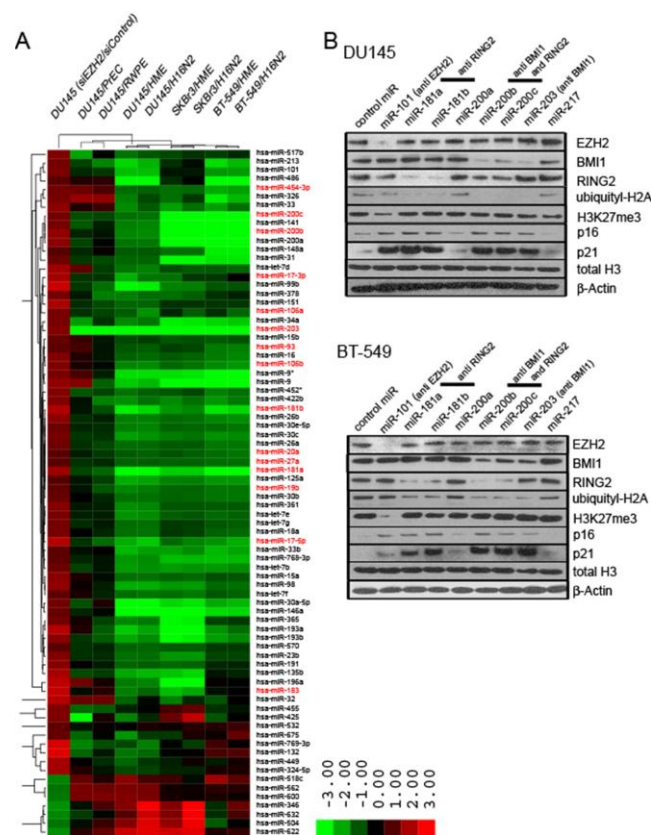 A
DU145 (siEZH2/siControl)
DU145/PrEC
DU145/RWPE
DU145/HME
DU145/H16N2
SKBr3/HME
SKBr3/H16N2
BT-549/HME
BT-549/H16N2
hsa-miR-517b
hsa-miR-213
hsa-miR-101
hsa-miR-486
hsa-miR-454-3p
hsa-miR-326
hsa-miR-33
hsa-miR-200c
hsa-miR-141
hsa-miR-200b
hsa-miR-200a
hsa-miR-148a
hsa-miR-31
hsa-let-7d
hsa-miR-17-3p
hsa-miR-99b
hsa-miR-378
hsa-miR-151
hsa-miR-106a
hsa-miR-34a
hsa-miR-203
hsa-miR-15b
hsa-miR-93
hsa-miR-16
hsa-miR-106b
hsa-miR-9*
hsa-miR-9
hsa-miR-452*
hsa-miR-422b
hsa-miR-181b
hsa-miR-26b
hsa-miR-30e-5p
hsa-miR-30c
hsa-miR-26a
hsa-miR-20a
hsa-miR-27a
hsa-miR-181a
hsa-miR-125a
hsa-miR-19b
hsa-miR-30b
hsa-miR-361
hsa-let-7e
hsa-let-7g
hsa-miR-18a
hsa-miR-17-5p
hsa-miR-33b
hsa-miR-768-3p
hsa-let-7b
hsa-miR-15a
hsa-miR-98
hsa-let-7f
hsa-miR-30a-5p
hsa-miR-146a
hsa-miR-365
hsa-miR-193a
hsa-miR-193b
hsa-miR-570
hsa-miR-23b
hsa-miR-191
hsa-miR-135b
hsa-miR-196a
hsa-miR-183
hsa-miR-32
hsa-miR-455
hsa-miR-425
hsa-miR-532
hsa-miR-675
hsa-miR-769-3p
hsa-miR-132
hsa-miR-449
hsa-miR-324-5p
hsa-miR-518c
hsa-miR-562
hsa-miR-600
hsa-miR-346
hsa-miR-632
hsa-miR-504
hsa-miR-622
-3.00
-2.00
-1.00
0.00
1.00
2.00
3.00
B
DU145
anti RING2
anti BMI1
and RING2
control miR
miR-101 (anti EZH2)
miR-181a
miR-181b
miR-200a
miR-200b
miR-200c
miR-203 (anti BMI1)
miR-217
EZH2
BMI1
RING2
ubiquityl-H2A
H3K27me3
p16
p21
total H3
β-Actin
BT-549
anti RING2
anti BMI1
and RING2
control miR
miR-101 (anti EZH2)
miR-181a
miR-181b
miR-200a
miR-200b
miR-200c
miR-203 (anti BMI1)
miR-217
EZH2
BMI1
RING2
ubiquityl-H2A
H3K27me3
p16
p21
total H3
β-Actin